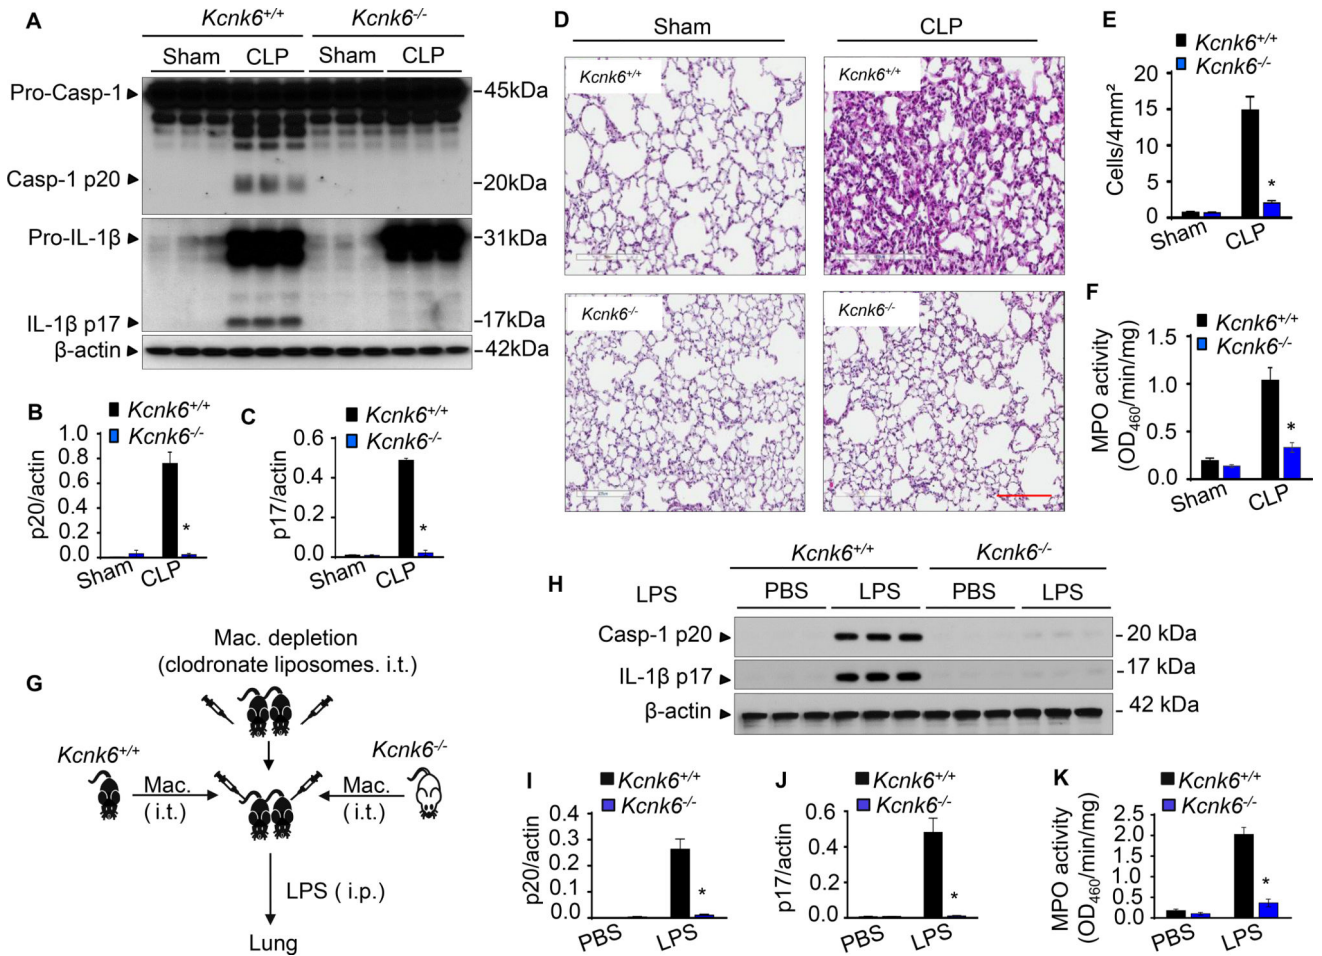 A
Kcnk6+/+ Kcnk6-/-
Sham CLP Sham CLP
Pro-Casp-1 -45kDa
Casp-1 p20 -20kDa
Pro-IL-1β -31kDa
IL-1β p17 -17kDa
β-actin -42kDa
B
Kcnk6+/+
Kcnk6-/-
p20/actin
1.0
0.8
0.6
0.4
0.2
0.0
Sham CLP
C
Kcnk6+/+
Kcnk6-/-
p17/actin
0.6
0.4
0.2
0.0
Sham CLP
D
Sham CLP
Kcnk6+/+ Kcnk6+/+
Kcnk6-/- Kcnk6-/-
E
Kcnk6+/+
Kcnk6-/-
Cells/4mm²
20
15
10
5
0
*
Sham CLP
F
Kcnk6+/+
Kcnk6-/-
MPO activity
(OD460/min/mg)
1.5
1.0
0.5
0.0
*
Sham CLP
G
Mac. depletion
(clodronate liposomes. i.t.)
Kcnk6+/+ Kcnk6-/-
Mac. Mac.
( i.t.) ( i.t.)
LPS ( i.p.)
Lung
H
Kcnk6+/+ Kcnk6-/-
LPS PBS LPS PBS LPS
Casp-1 p20 - 20 kDa
IL-1β p17 -17 kDa
β-actin - 42 kDa
I
Kcnk6+/+
Kcnk6-/-
p20/actin
0.4
0.3
0.2
0.1
0.0
*
PBS LPS
J
Kcnk6+/+
Kcnk6-/-
p17/actin
0.6
0.4
0.2
0.0
*
PBS LPS
K
Kcnk6+/+
Kcnk6-/-
MPO activity
(OD460/min/mg)
2.5
2.0
1.5
1.0
0.5
0.0
*
PBS LPS